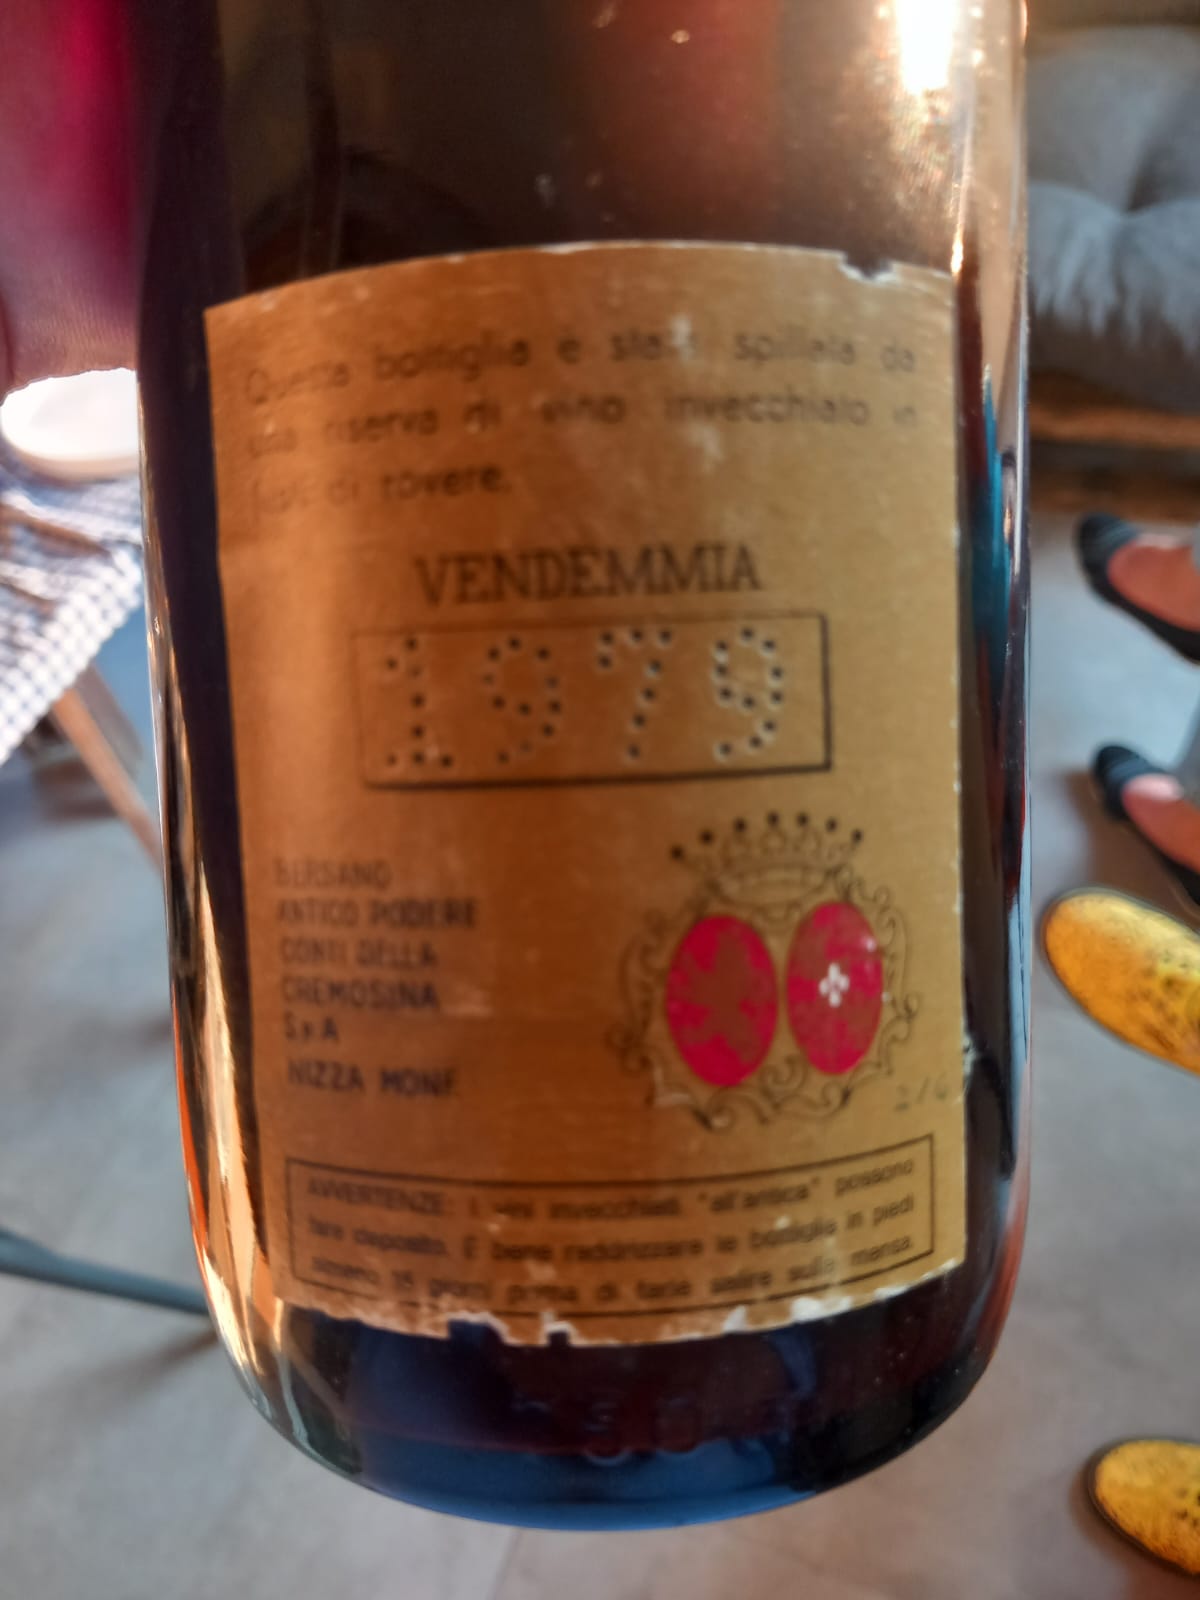 Questa bottiglia è stata spillata da
una riserva di vino invecchiato in
fusti di rovere.
VENDEMMIA
1979
BERSANO
ANTICO PODERE
CONTI DELLA
CREMOSINA
S.p.A
NIZZA MONF.
AVVERTENZE: I vini invecchiati "all'antica" possono
fare deposito. È bene raddrizzare le bottiglie in piedi
almeno 15 giorni prima di farle salire sulla mensa.